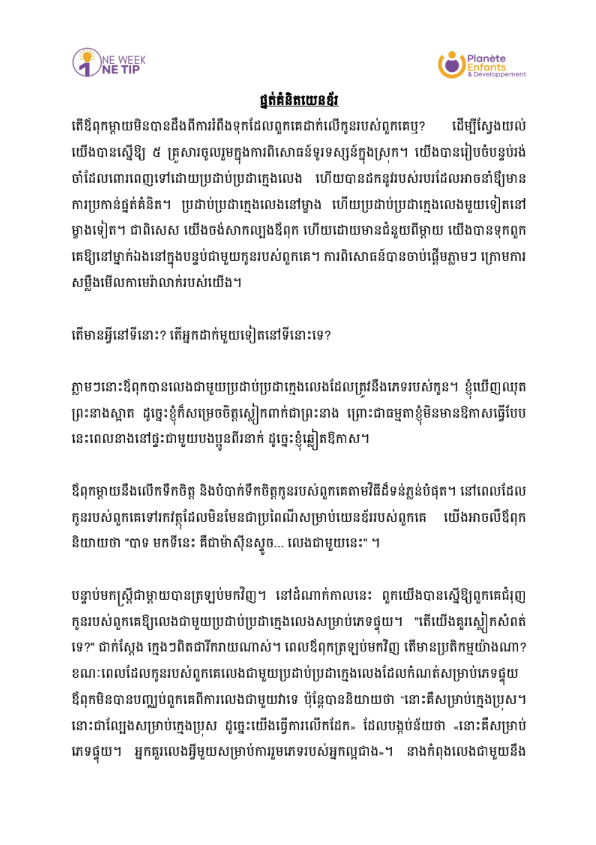 ONE WEEK
ONE TIP
Planète
Enfants
& Développement
ផ្នត់គំនិតយេនឌ័រ
តើឪពុកម្តាយមិនបានដឹងពីការរំពឹងទុកដែលពួកគេដាក់លើកូនរបស់ពួកគេឬ? ដើម្បីស្វែងយល់
យើងបានស្នើឱ្យ ៥ គ្រួសារចូលរួមក្នុងការពិសោធន៍ទូរទស្សន៍ក្នុងស្រុក។ យើងបានរៀបចំបន្ទប់រង់
ចាំដែលពោរពេញទៅដោយប្រដាប់ប្រដាក្មេងលេង ហើយបានដកនូវរបស់របរដែលអាចនាំឱ្យមាន
ការប្រកាន់ផ្នត់គំនិត។ ប្រដាប់ប្រដាក្មេងលេងនៅម្ខាង ហើយប្រដាប់ប្រដាក្មេងលេងមួយទៀតនៅ
ម្ខាងទៀត។ ជាពិសេស យើងចង់សាកល្បងឪពុក ហើយដោយមានជំនួយពីម្តាយ យើងបានទុកពួក
គេឱ្យនៅម្នាក់ឯងនៅក្នុងបន្ទប់ជាមួយកូនរបស់ពួកគេ។ ការពិសោធន៍បានចាប់ផ្តើមភ្លាមៗ ក្រោមការ
សម្លឹងមើលកាមេរ៉ាលាក់របស់យើង។
តើមានអ្វីនៅទីនោះ? តើអ្នកដាក់មួយទៀតនៅទីនោះទេ?
ភ្លាមៗនោះឪពុកបានលេងជាមួយប្រដាប់ប្រដាក្មេងលេងដែលត្រូវនឹងភេទរបស់កូន។ ខ្ញុំឃើញឈុត
ព្រះនាងស្អាត ដូច្នេះខ្ញុំក៏សម្រេចចិត្តស្លៀកពាក់ជាព្រះនាង ព្រោះជាធម្មតាខ្ញុំមិនមានឱកាសធ្វើបែប
នេះពេលនាងនៅផ្ទះជាមួយបងប្អូនពីរនាក់ ដូច្នេះខ្ញុំឆ្លៀតឱកាស។
ឪពុកម្តាយនឹងលើកទឹកចិត្ត និងបំបាក់ទឹកចិត្តកូនរបស់ពួកគេតាមវិធីដ៏ទន់ភ្លន់បំផុត។ នៅពេលដែល
កូនរបស់ពួកគេទៅរកវត្ថុដែលមិនមែនជាប្រពៃណីសម្រាប់យេនឌ័ររបស់ពួកគេ យើងអាចលឺឪពុក
និយាយថា "បាទ មកទីនេះ គឺជាម៉ាស៊ីនស្ទូច... លេងជាមួយនេះ" ។
បន្ទាប់មកស្ត្រីជាម្តាយបានត្រឡប់មកវិញ។ នៅដំណាក់កាលនេះ ពួកយើងបានស្នើឱ្យពួកគេជំរុញ
កូនរបស់ពួកគេឱ្យលេងជាមួយប្រដាប់ប្រដាក្មេងលេងសម្រាប់ភេទផ្ទុយ។ "តើយើងគួរស្លៀកសំពត់
ទេ?" ជាក់ស្តែង ក្មេងៗពិតជារីករាយណាស់។ ពេលឪពុកត្រឡប់មកវិញ តើមានប្រតិកម្មយ៉ាងណា?
ខណៈពេលដែលកូនរបស់ពួកគេលេងជាមួយប្រដាប់ប្រដាក្មេងលេងដែលកំណត់សម្រាប់ភេទផ្ទុយ
ឪពុកមិនបានបញ្ឈប់ពួកគេពីការលេងជាមួយវាទេ ប៉ុន្តែបាននិយាយថា "នោះគឺសម្រាប់ក្មេងប្រុស។
នោះជាល្បែងសម្រាប់ក្មេងប្រុស ដូច្នេះយើងធ្វើការលើកដែក» ដែលបង្កប់ន័យថា «នោះគឺសម្រាប់
ភេទផ្ទុយ។ អ្នកគួរលេងអ្វីមួយសម្រាប់ការរួមភេទរបស់អ្នកល្អជាង»។ នាងកំពុងលេងជាមួយនឹង